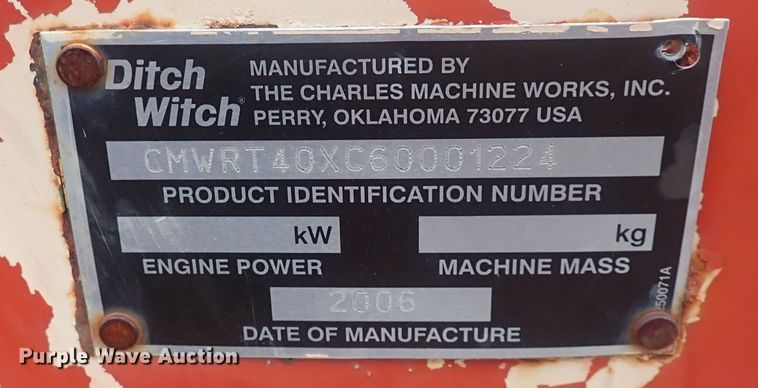 Ditch Witch®
MANUFACTURED BY
THE CHARLES MACHINE WORKS, INC.
PERRY, OKLAHOMA 73077 USA
CMWRT40XC60001224
PRODUCT IDENTIFICATION NUMBER
kW
kg
ENGINE POWER
MACHINE MASS
2006
DATE OF MANUFACTURE
Purple Wave Auction